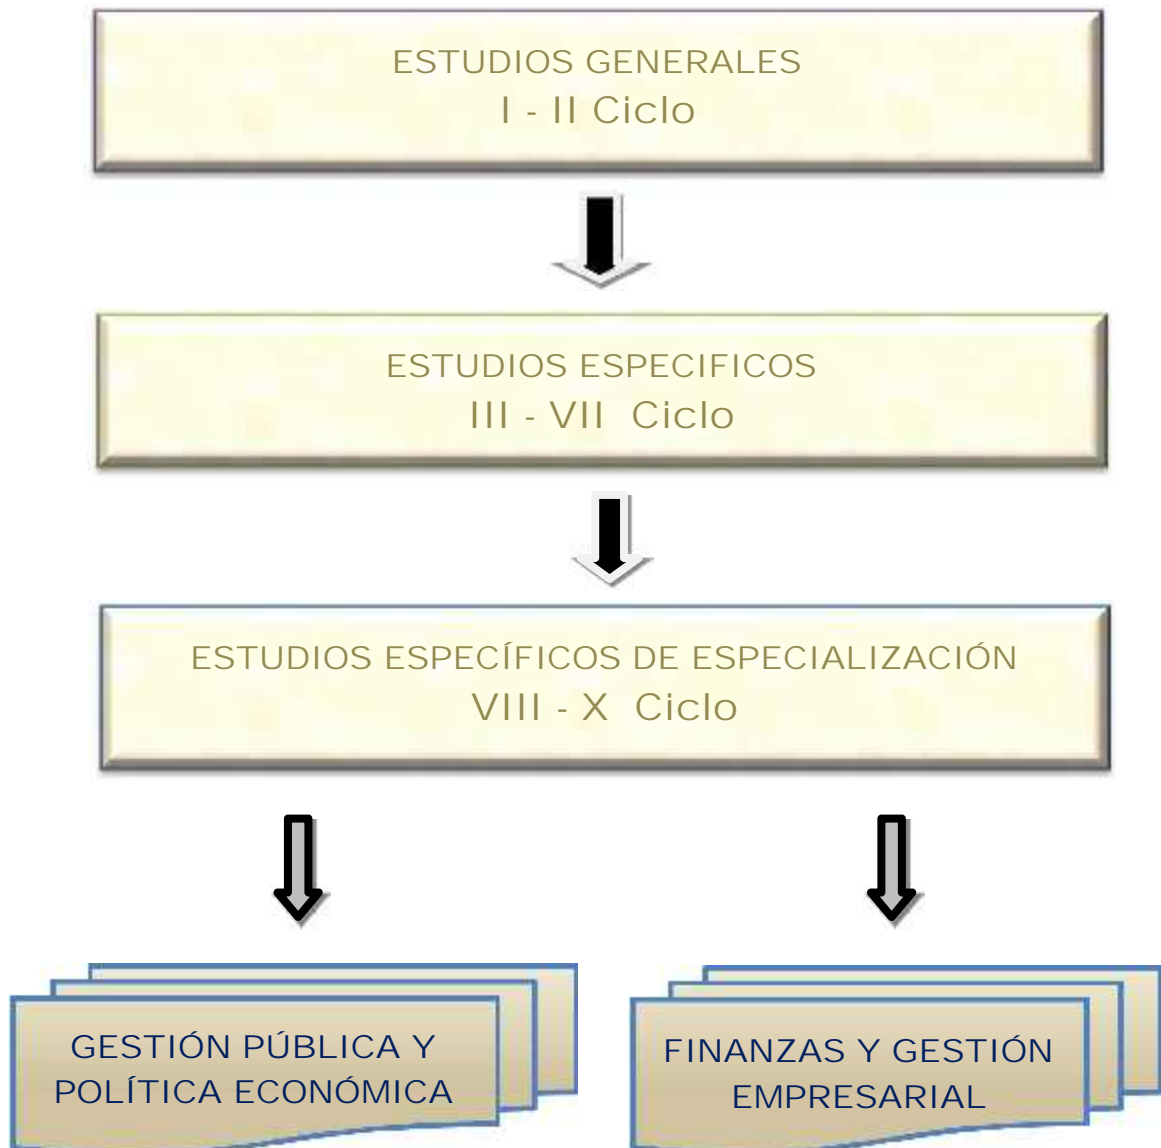 ESTUDIOS GENERALES
I - II Ciclo
ESTUDIOS ESPECIFICOS
III - VII Ciclo
ESTUDIOS ESPECÍFICOS DE ESPECIALIZACIÓN
VIII - X Ciclo
GESTIÓN PÚBLICA Y
POLÍTICA ECONÓMICA
FINANZAS Y GESTIÓN
EMPRESARIAL